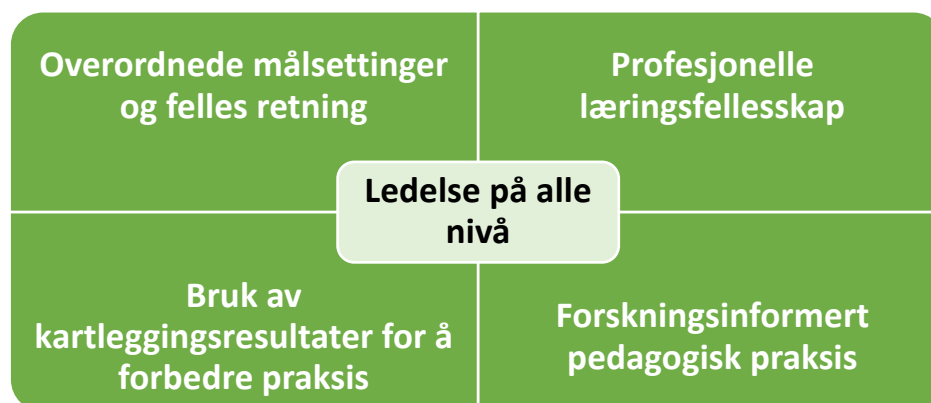 Overordnede målsettinger
og felles retning
Profesjonelle
læringsfellesskap
Ledelse på alle
nivå
Bruk av
kartleggingsresultater for å
forbedre praksis
Forskningsinformert
pedagogisk praksis